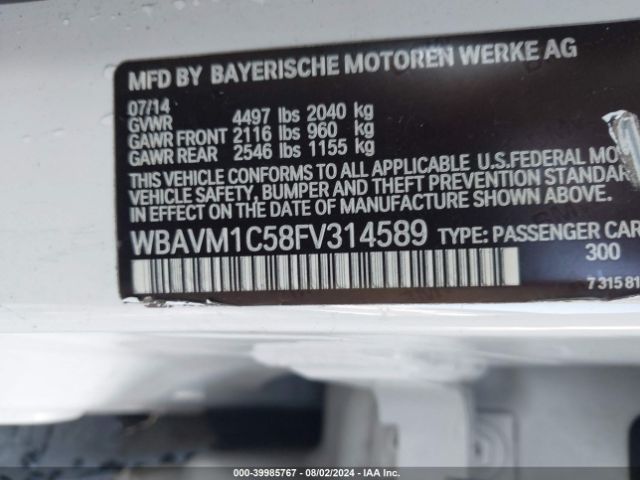 MFD BY BAYERISCHE MOTOREN WERKE AG
07/14
GVWR 4497 lbs 2040 kg
GAWR FRONT 2116 lbs 960 kg
GAWR REAR 2546 lbs 1155 kg
THIS VEHICLE CONFORMS TO ALL APPLICABLE U.S.FEDERAL MO
VEHICLE SAFETY, BUMPER AND THEFT PREVENTION STANDAR
IN EFFECT ON THE DATE OF MANUFACTURE SHOWN ABOVE.
WBAVM1C58FV314589 TYPE: PASSENGER CAR
300
7 315 81
000-39985767 | 08/02/2024 | IAA Inc.